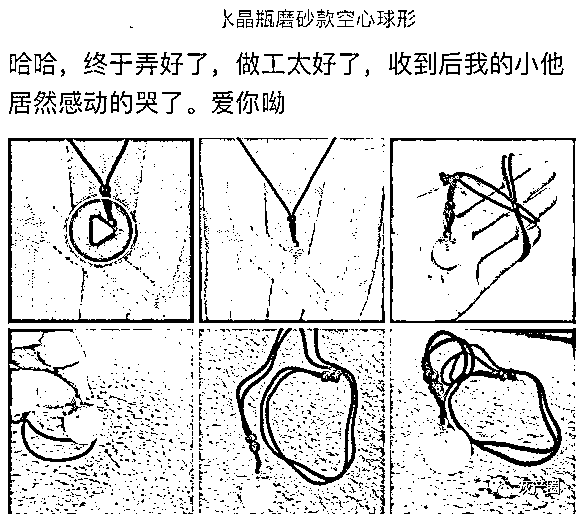 水晶瓶磨砂款空心球形
哈哈，终于弄好了，做工太好了，收到后我的小他
居然感动的哭了。爱你呦